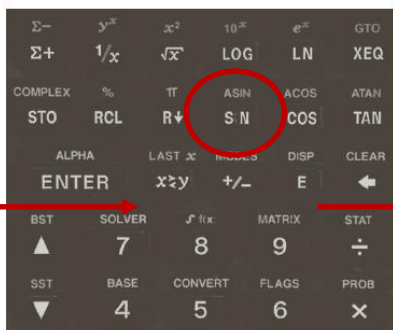 Σ− yˣ x² 10ˣ eˣ GTO
Σ+ 1/x √x LOG LN XEQ
COMPLEX % π ASIN ACOS ATAN
STO RCL R↓ S N COS TAN
ALPHA LAST x MODES DISP CLEAR
ENTER x≷y +/− E ←
BST SOLVER ∫f(x) MATRIX STAT
▲ 7 8 9 ÷
SST BASE CONVERT FLAGS PROB
▼ 4 5 6 ×